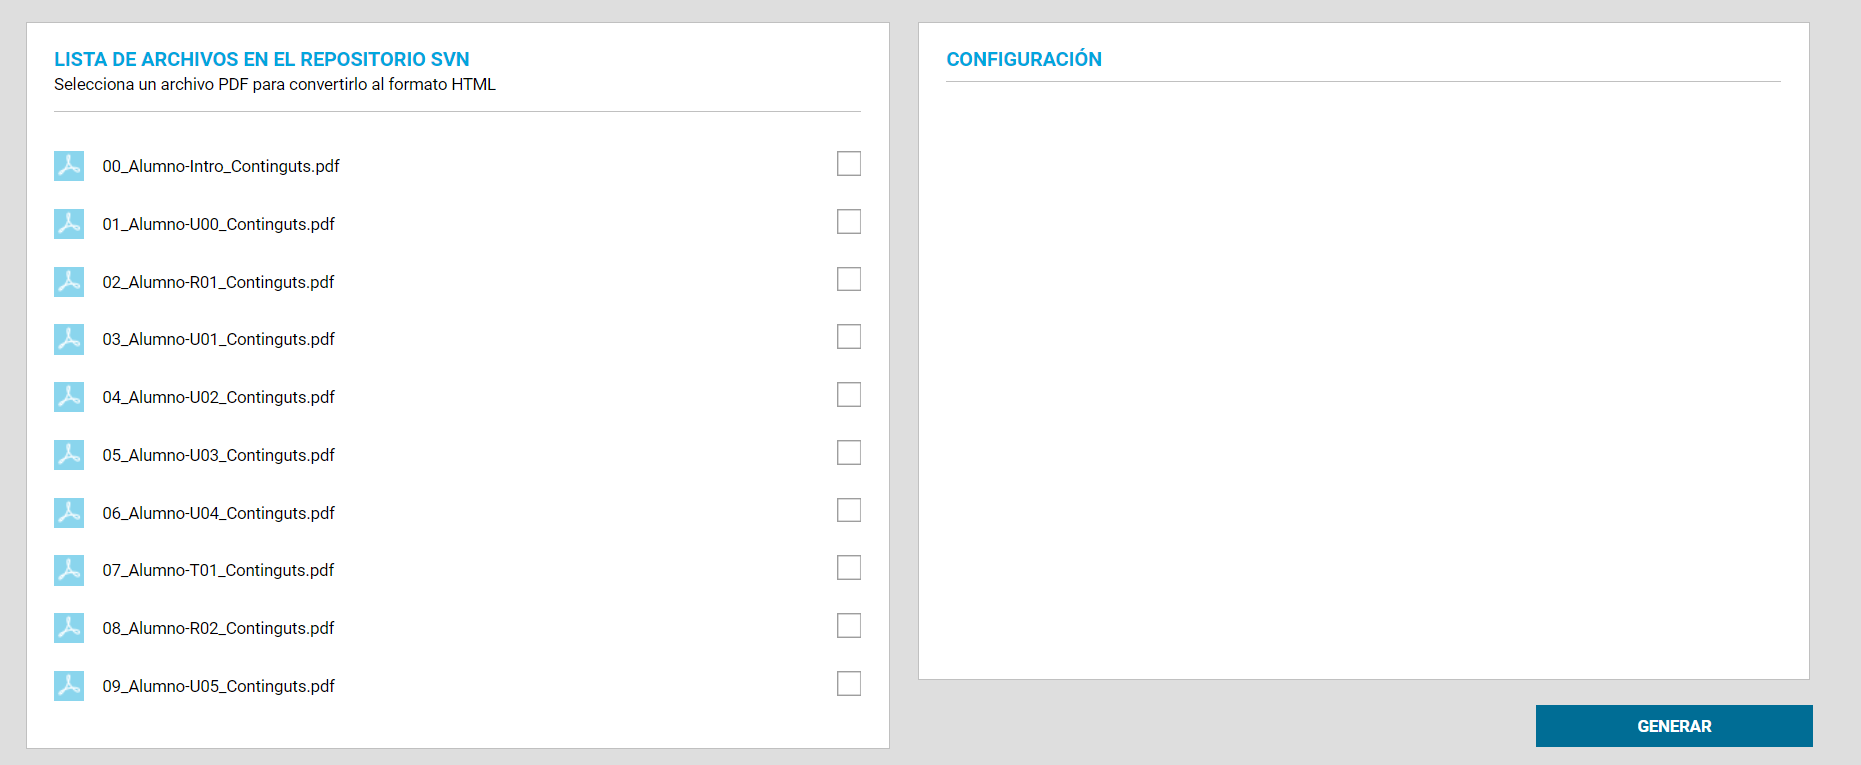 LISTA DE ARCHIVOS EN EL REPOSITORIO SVN
Selecciona un archivo PDF para convertirlo al formato HTML
00_Alumno-Intro_Continguts.pdf
01_Alumno-U00_Continguts.pdf
02_Alumno-R01_Continguts.pdf
03_Alumno-U01_Continguts.pdf
04_Alumno-U02_Continguts.pdf
05_Alumno-U03_Continguts.pdf
06_Alumno-U04_Continguts.pdf
07_Alumno-T01_Continguts.pdf
08_Alumno-R02_Continguts.pdf
09_Alumno-U05_Continguts.pdf
CONFIGURACIÓN
GENERAR